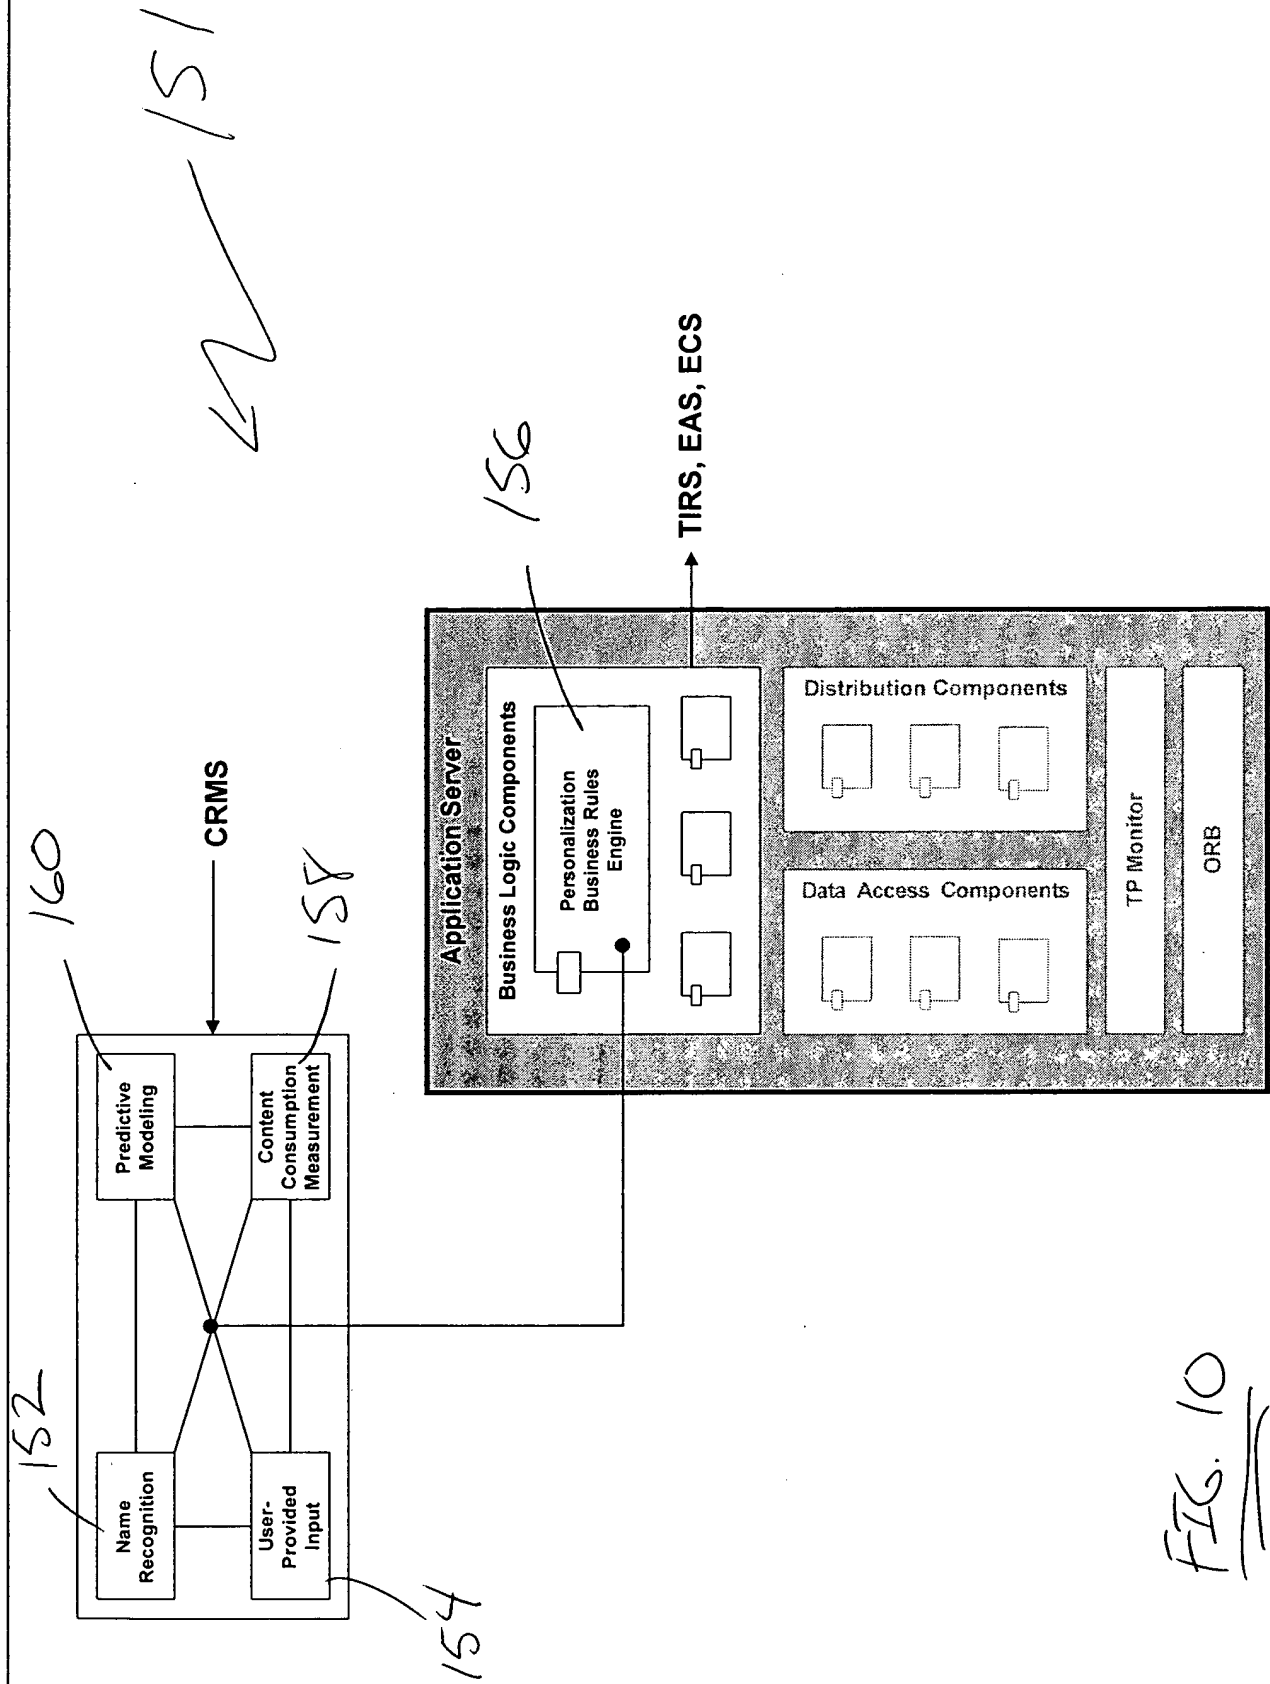 151
152
160
Name
Recognition
Predictive
Modeling
CRMS
User-
Provided
Input
Content
Consumption
Measurement
154
158
156
Application Server
Business Logic Components
Personalization
Business Rules
Engine
TIRS, EAS, ECS
Data Access Components
Distribution Components
TP Monitor
ORB
FIG. 10